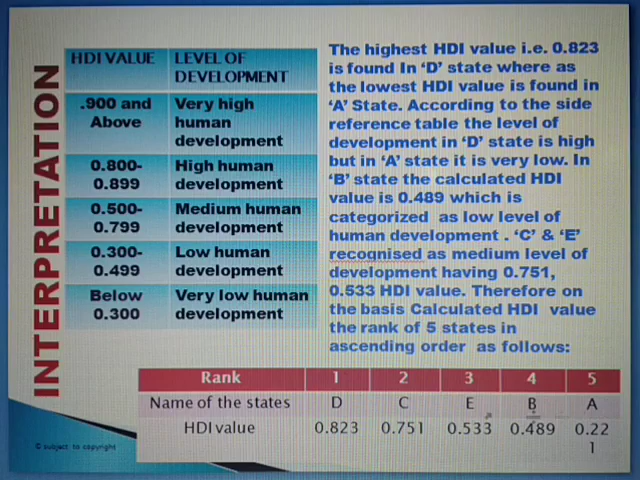 INTERPRETATION
HDI VALUE LEVEL OF
DEVELOPMENT
.900 and Very high
Above human
development
0.800- High human
0.899 development
0.500- Medium human
0.799 development
0.300- Low human
0.499 development
Below Very low human
0.300 development
The highest HDI value i.e. 0.823
is found In ‘D’ state where as
the lowest HDI value is found in
‘A’ State. According to the side
reference table the level of
development in ‘D’ state is high
but in ‘A’ state it is very low. In
‘B’ state the calculated HDI
value is 0.489 which is
categorized as low level of
human development . ‘C’ & ‘E’
recognised as medium level of
development having 0.751,
0.533 HDI value. Therefore on
the basis Calculated HDI value
the rank of 5 states in
ascending order as follows:
Rank 1 2 3 4 5
Name of the states D C E B A
HDI value 0.823 0.751 0.533 0.489 0.22
1
© subject to copyright